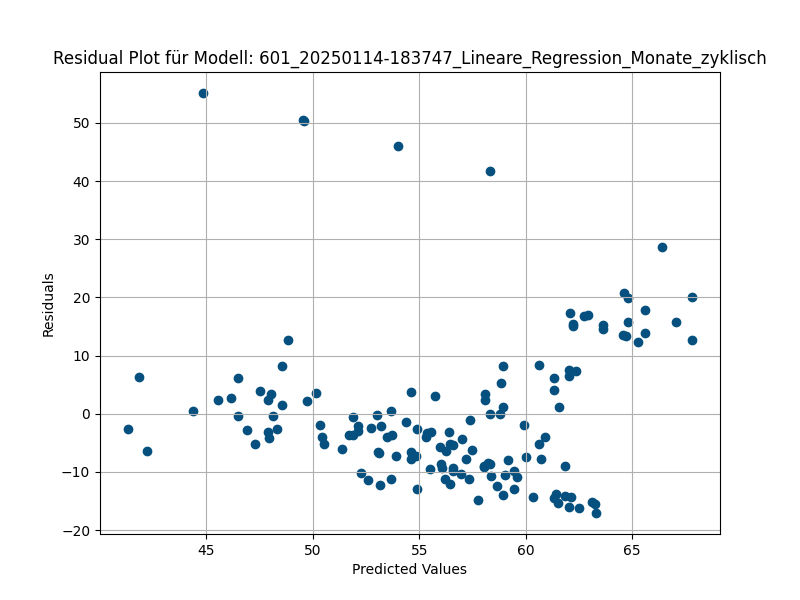 Residual Plot für Modell: 601_20250114-183747_Lineare_Regression_Monate_zyklisch
50
40
30
20
10
0
−10
−20
Residuals
45 50 55 60 65
Predicted Values